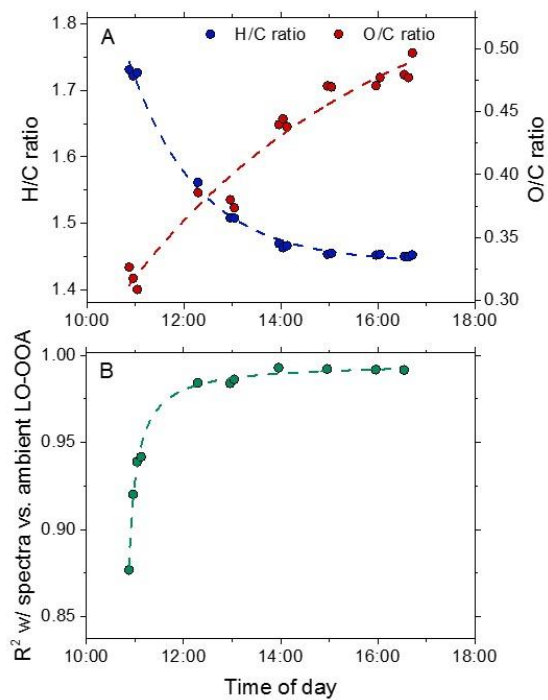 A
H/C ratio O/C ratio
1.8
1.7
1.6
1.5
1.4
H/C ratio
0.50
0.45
0.40
0.35
0.30
O/C ratio
10:00 12:00 14:00 16:00 18:00
B
1.00
0.95
0.90
0.85
R² w/ spectra vs. ambient LO-OOA
10:00 12:00 14:00 16:00 18:00
Time of day